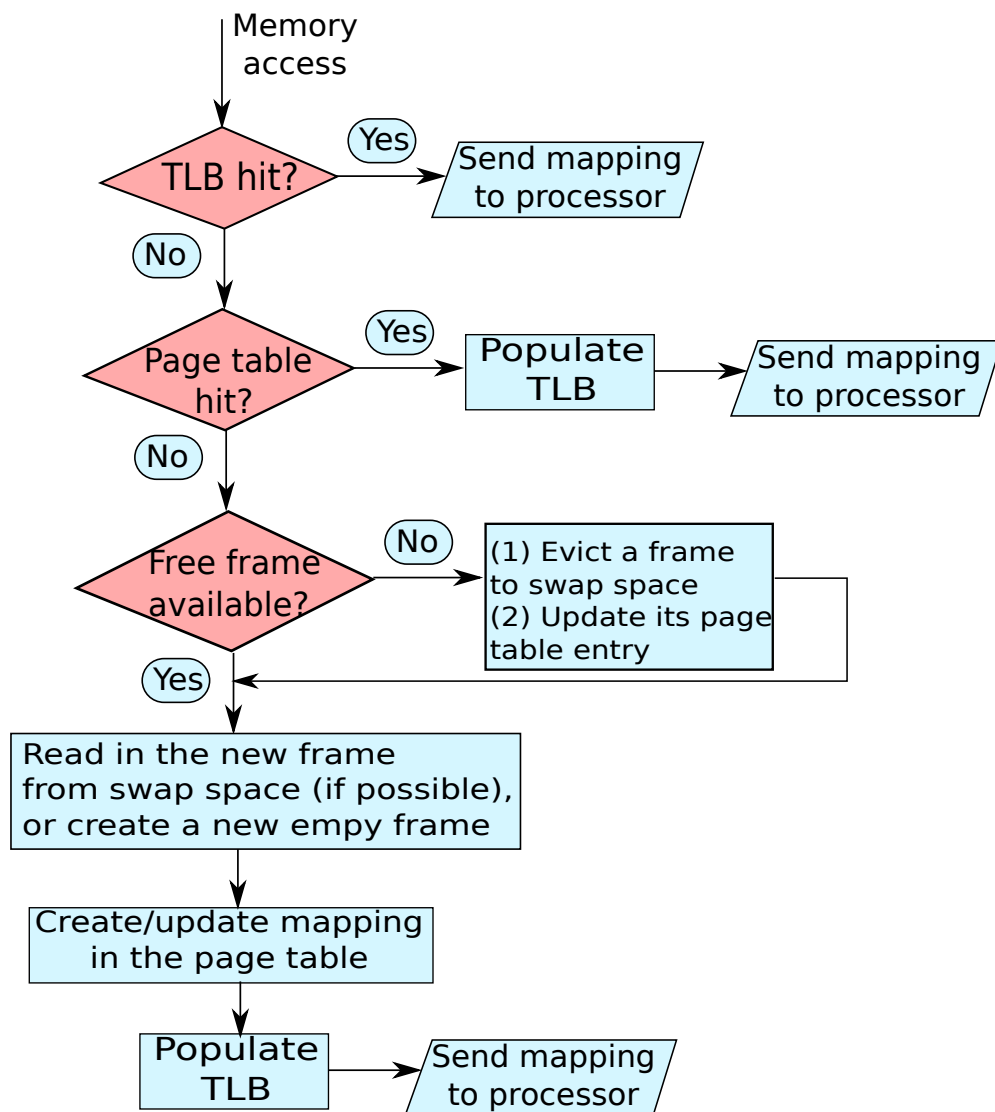 Memory
access
Yes
TLB hit?
Send mapping
to processor
No
Yes
Page table
hit?
Populate
TLB
Send mapping
to processor
No
No
Free frame
available?
(1) Evict a frame
to swap space
(2) Update its page
table entry
Yes
Read in the new frame
from swap space (if possible),
or create a new empy frame
Create/update mapping
in the page table
Populate
TLB
Send mapping
to processor